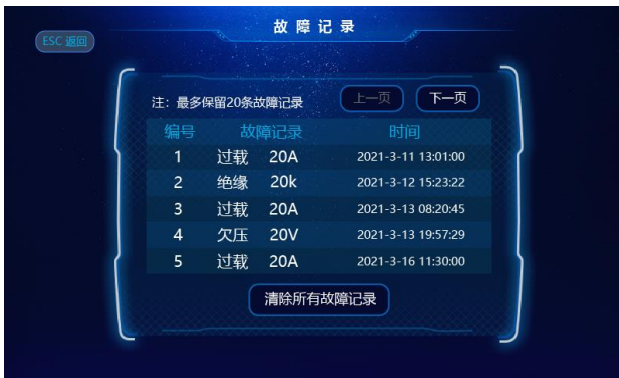 故障记录
ESC 返回
注：最多保留20条故障记录 上一页 下一页
编号 故障记录 时间
1 过载 20A 2021-3-11 13:01:00
2 绝缘 20k 2021-3-12 15:23:22
3 过载 20A 2021-3-13 08:20:45
4 欠压 20V 2021-3-13 19:57:29
5 过载 20A 2021-3-16 11:30:00
清除所有故障记录